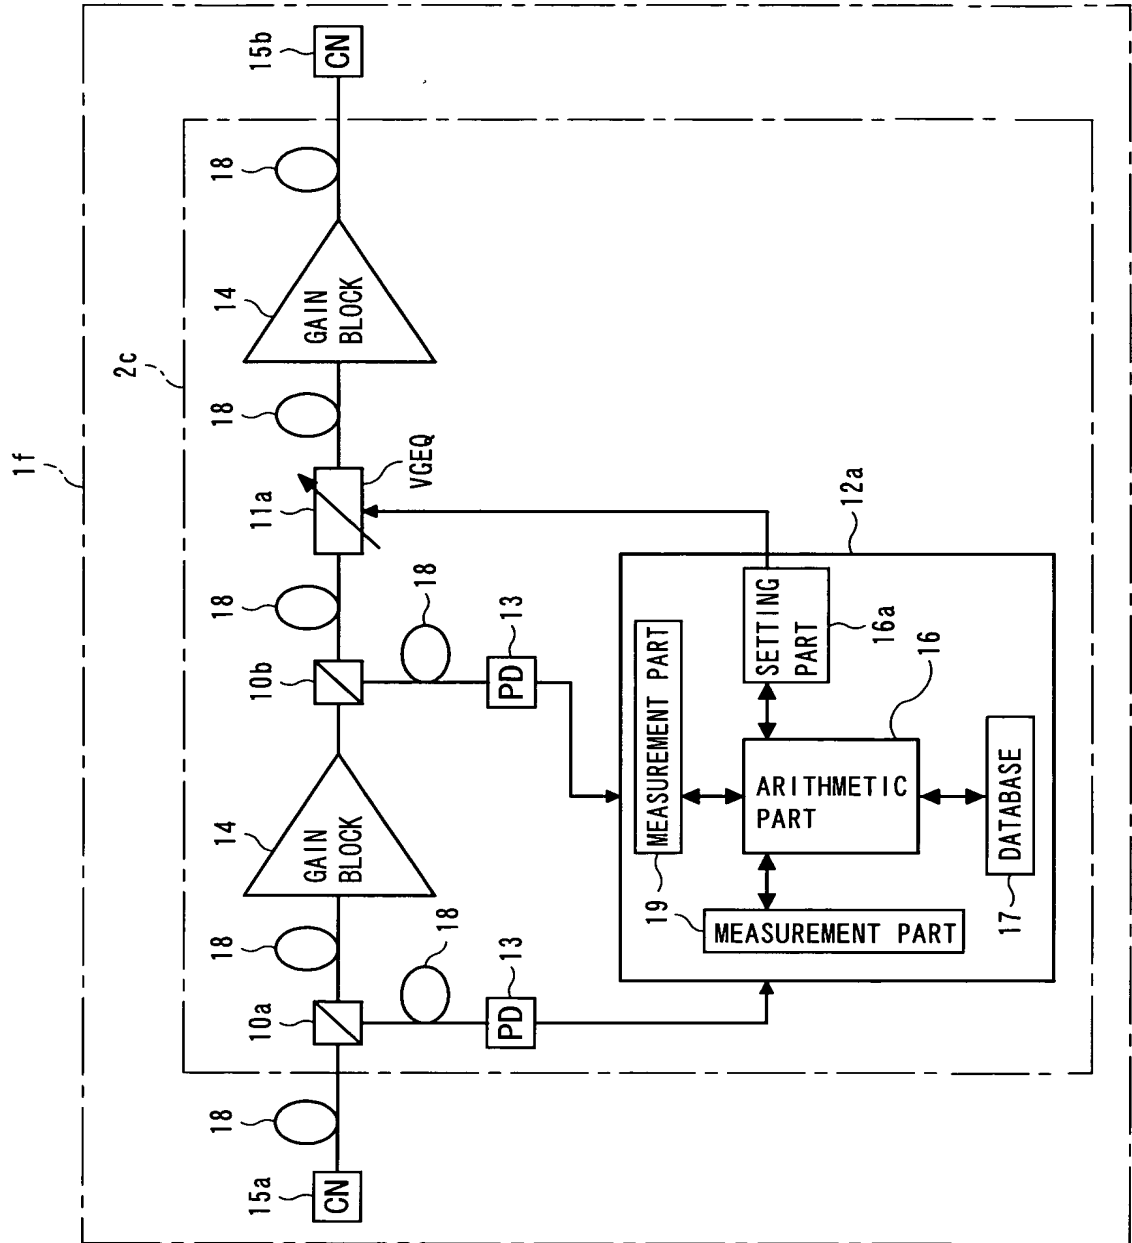 1f
2c
15a
CN
18
10a
18
14
GAIN
BLOCK
10b
18
11a
VGEQ
18
14
GAIN
BLOCK
18
15b
CN
18
13
PD
18
13
PD
12a
19
MEASUREMENT PART
MEASUREMENT PART
SETTING
PART
16a
16
ARITHMETIC
PART
17
DATABASE